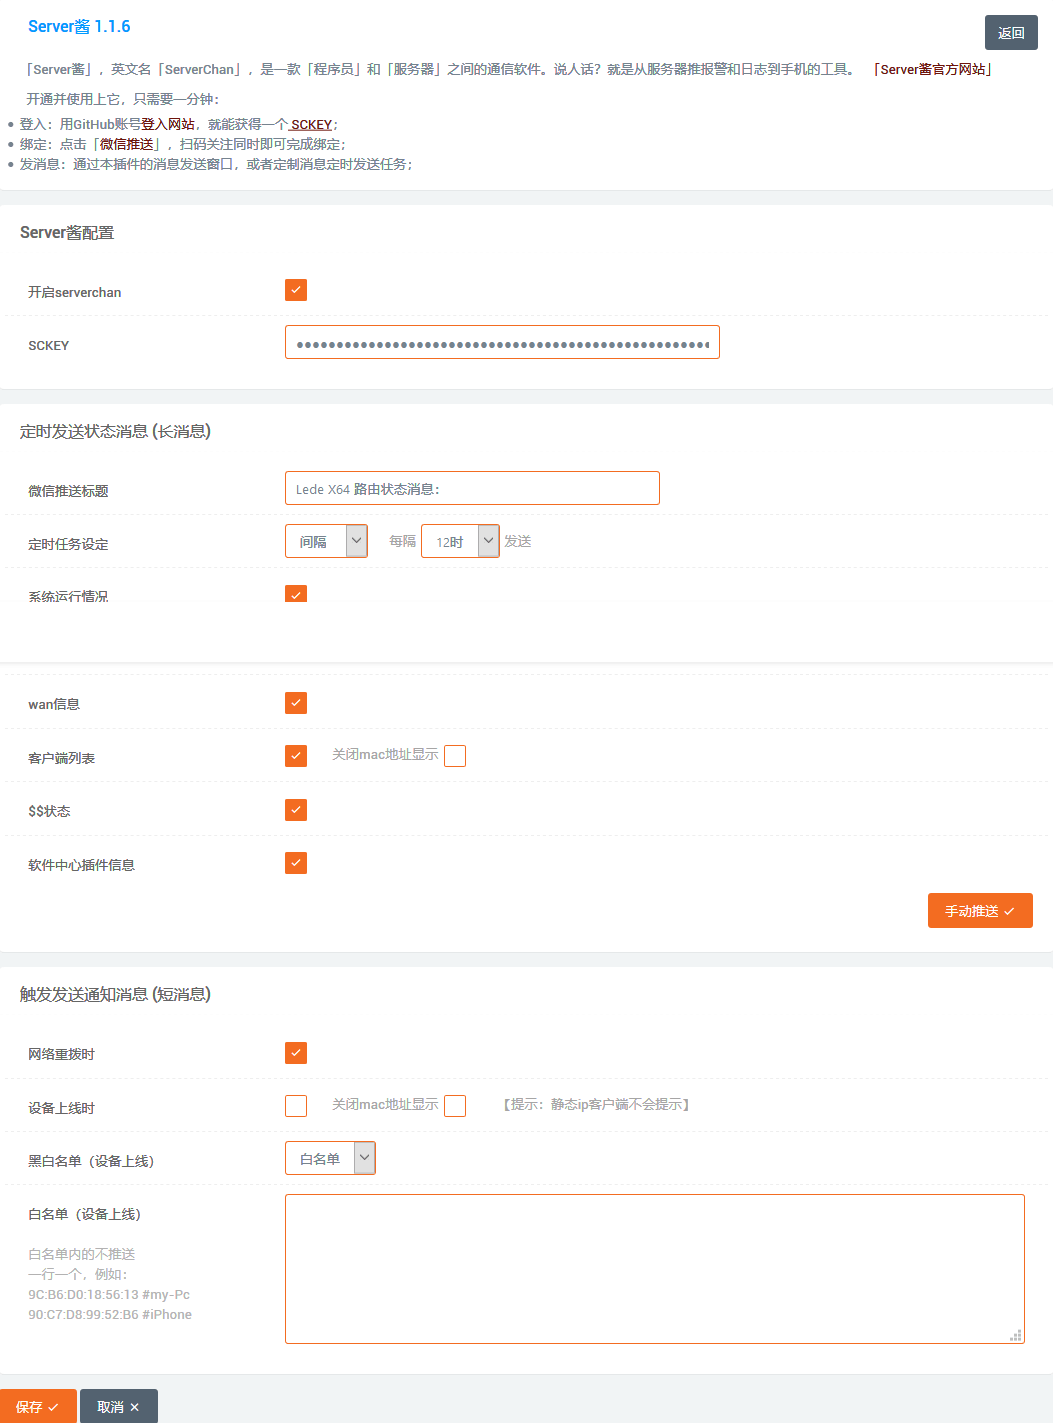 Server酱 1.1.6
返回
「Server酱」，英文名「ServerChan」，是一款「程序员」和「服务器」之间的通信软件。说人话？就是从服务器推报警和日志到手机的工具。 「Server酱官方网站」
开通并使用上它，只需要一分钟：
● 登入：用GitHub账号登入网站，就能获得一个 SCKEY；
● 绑定：点击「微信推送」，扫码关注同时即可完成绑定；
● 发消息：通过本插件的消息发送窗口，或者定制消息定时发送任务；
Server酱配置
开启serverchan
SCKEY
定时发送状态消息 (长消息)
微信推送标题 Lede X64 路由状态消息：
定时任务设定 间隔 每隔 12时 发送
系统运行情况
wan信息
客户端列表 关闭mac地址显示
$$状态
软件中心插件信息
手动推送
触发发送通知消息 (短消息)
网络重拨时
设备上线时 关闭mac地址显示 【提示：静态ip客户端不会提示】
黑白名单（设备上线） 白名单
白名单（设备上线）
白名单内的不推送
一行一个，例如：
9C:B6:D0:18:56:13 #my-Pc
90:C7:D8:99:52:B6 #iPhone
保存 取消